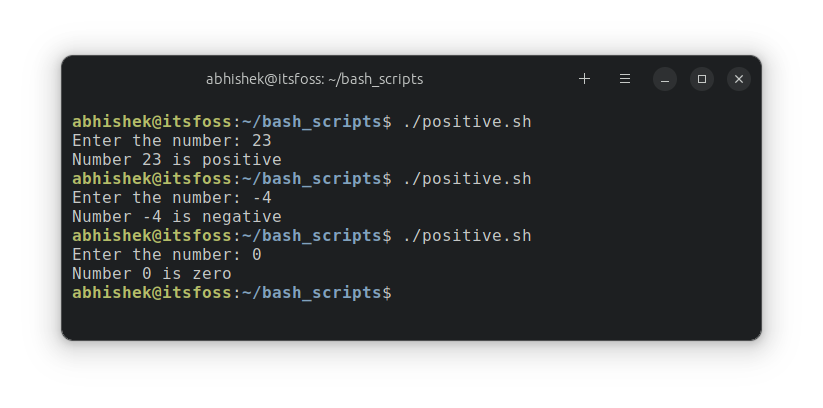 abhishek@itsfoss: ~/bash_scripts
abhishek@itsfoss:~/bash_scripts$ ./positive.sh
Enter the number: 23
Number 23 is positive
abhishek@itsfoss:~/bash_scripts$ ./positive.sh
Enter the number: -4
Number -4 is negative
abhishek@itsfoss:~/bash_scripts$ ./positive.sh
Enter the number: 0
Number 0 is zero
abhishek@itsfoss:~/bash_scripts$